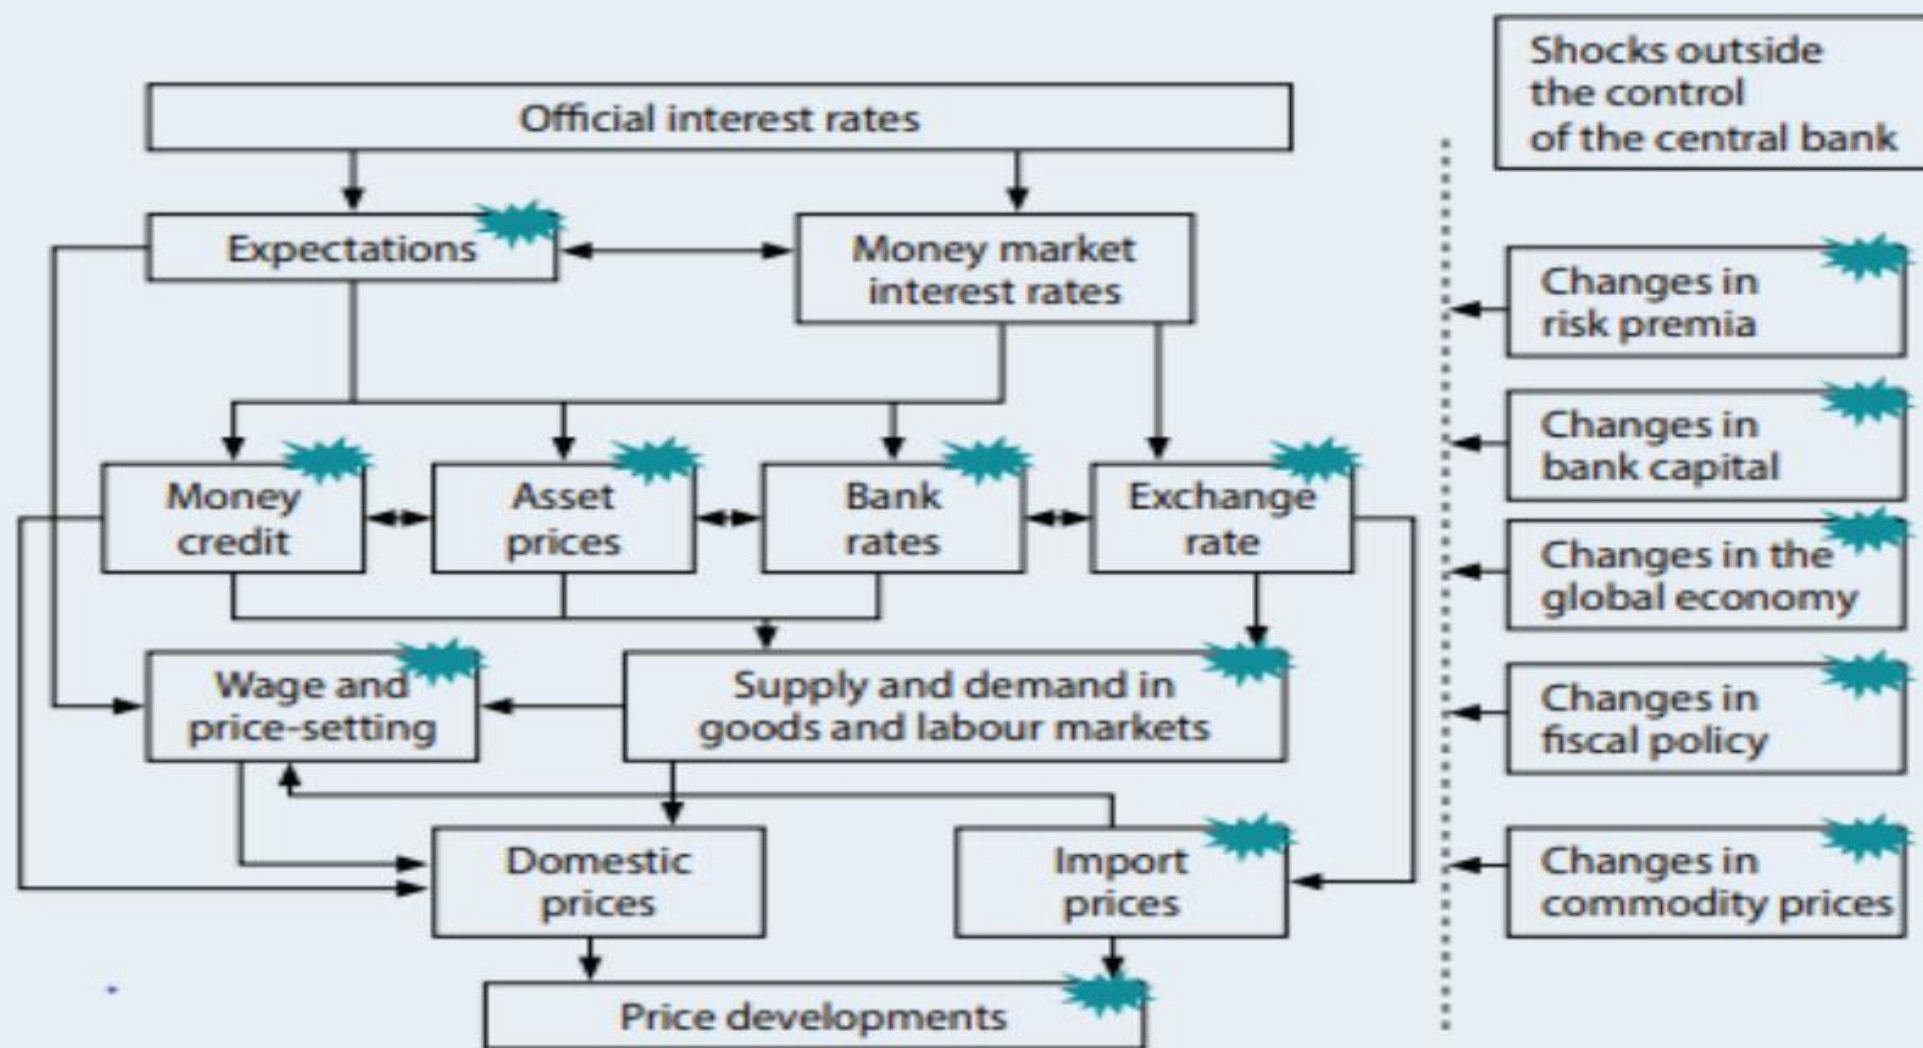 Official interest rates
Expectations
Money market
interest rates
Money
credit
Asset
prices
Bank
rates
Exchange
rate
Wage and
price-setting
Supply and demand in
goods and labour markets
Domestic
prices
Import
prices
Price developments
Shocks outside
the control
of the central bank
Changes in
risk premia
Changes in
bank capital
Changes in the
global economy
Changes in
fiscal policy
Changes in
commodity prices